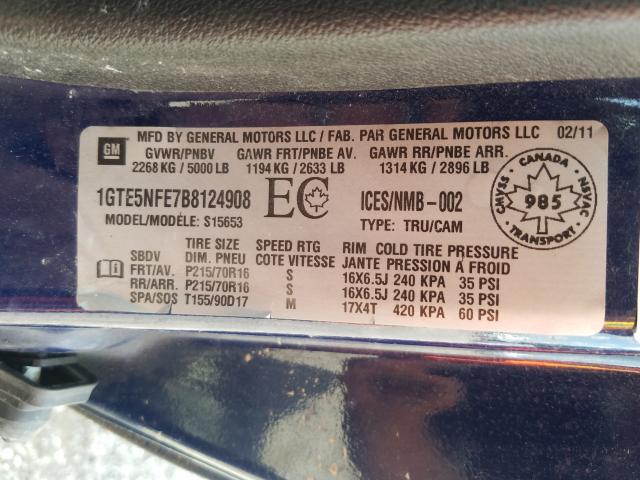 MFD BY GENERAL MOTORS LLC / FAB. PAR GENERAL MOTORS LLC 02/11
GM
GVWR/PNBV GAWR FRT/PNBE AV. GAWR RR/PNBE ARR.
2268 KG / 5000 LB 1194 KG / 2633 LB 1314 KG / 2896 LB
1GTE5NFE7B8124908 EC ICES/NMB-002
MODEL/MODÈLE: S15653 TYPE: TRU/CAM
CANADA
CMVSS 985 NSVAC
TRANSPORT
TIRE SIZE SPEED RTG RIM COLD TIRE PRESSURE
SBDV DIM. PNEU COTE VITESSE JANTE PRESSION À FROID
FRT/AV. P215/70R16 S 16X6.5J 240 KPA 35 PSI
RR/ARR. P215/70R16 S 16X6.5J 240 KPA 35 PSI
SPA/SOS T155/90D17 M 17X4T 420 KPA 60 PSI